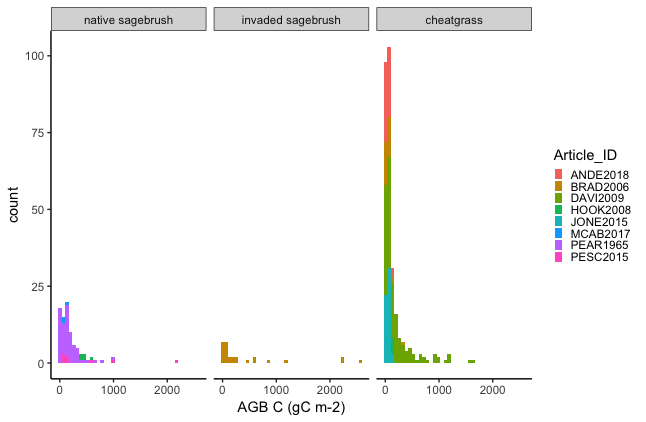 native sagebrush
invaded sagebrush
cheatgrass
100
75
50
25
0
count
0 1000 2000
0 1000 2000
0 1000 2000
AGB C (gC m-2)
Article_ID
ANDE2018
BRAD2006
DAVI2009
HOOK2008
JONE2015
MCAB2017
PEAR1965
PESC2015